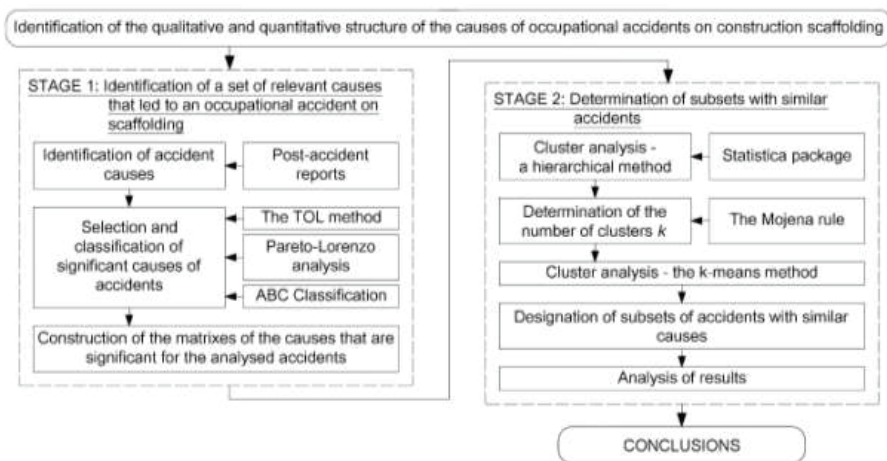 Identification of the qualitative and quantitative structure of the causes of occupational accidents on construction scaffolding
STAGE 1: Identification of a set of relevant causes
that led to an occupational accident on
scaffolding
Identification of accident
causes
Post-accident
reports
Selection and
classification of
significant causes of
accidents
The TOL method
Pareto-Lorenzo
analysis
ABC Classification
Construction of the matrixes of the causes that are
significant for the analysed accidents
STAGE 2: Determination of subsets with similar
accidents
Cluster analysis -
a hierarchical method
Statistica package
Determination of the
number of clusters k
The Mojena rule
Cluster analysis - the k-means method
Designation of subsets of accidents with similar
causes
Analysis of results
CONCLUSIONS